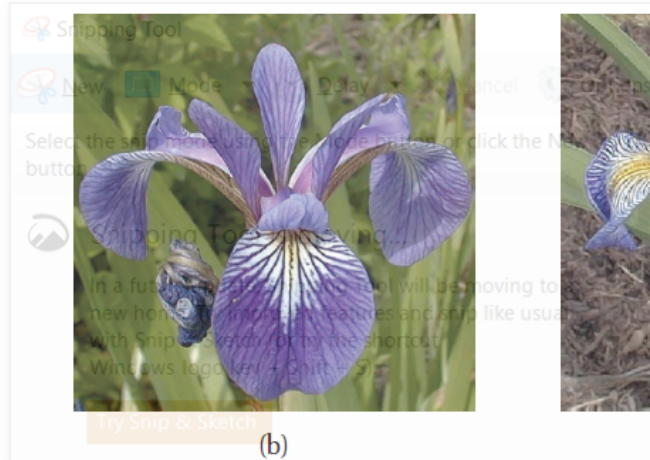 Snipping Tool
New Mode Delay Cancel Options
Select the snip mode using the Mode button or click the New
button
Snipping Tool is moving...
In a future update, Snipping Tool will be moving to a
new home. Try improved features and snip like usual
with Snip & Sketch (or try the shortcut
Windows logo key + Shift + S).
Try Snip & Sketch
(b)